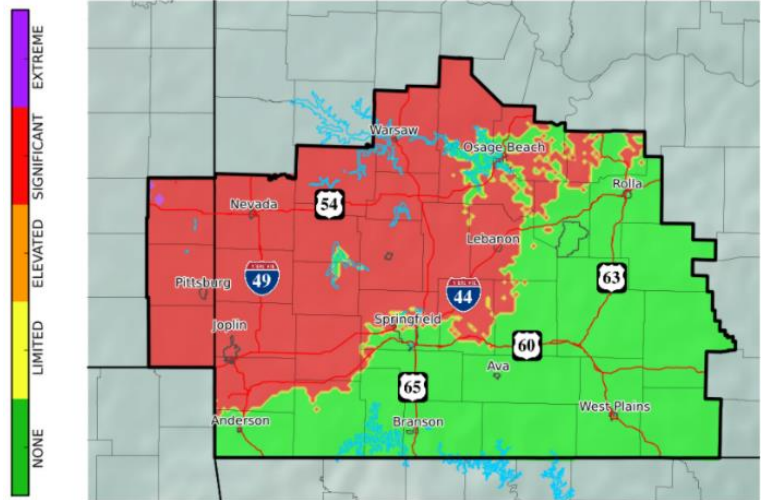 EXTREME
SIGNIFICANT
ELEVATED
LIMITED
NONE
Warsaw
Osage Beach
Rolla
Nevada
54
Lebanon
Pittsburg
49
44
63
Joplin
Springfield
60
Ava
65
West Plains
Anderson
Branson